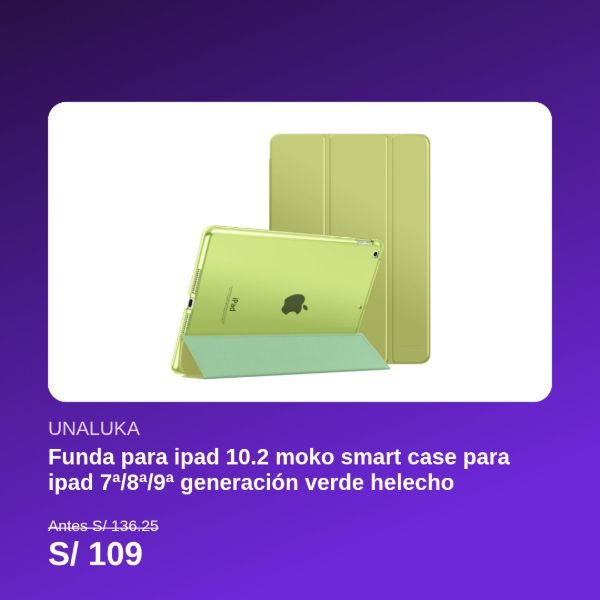 iPad
UNALUKA
Funda para ipad 10.2 moko smart case para
ipad 7ª/8ª/9ª generación verde helecho
Antes S/ 136.25
S/ 109